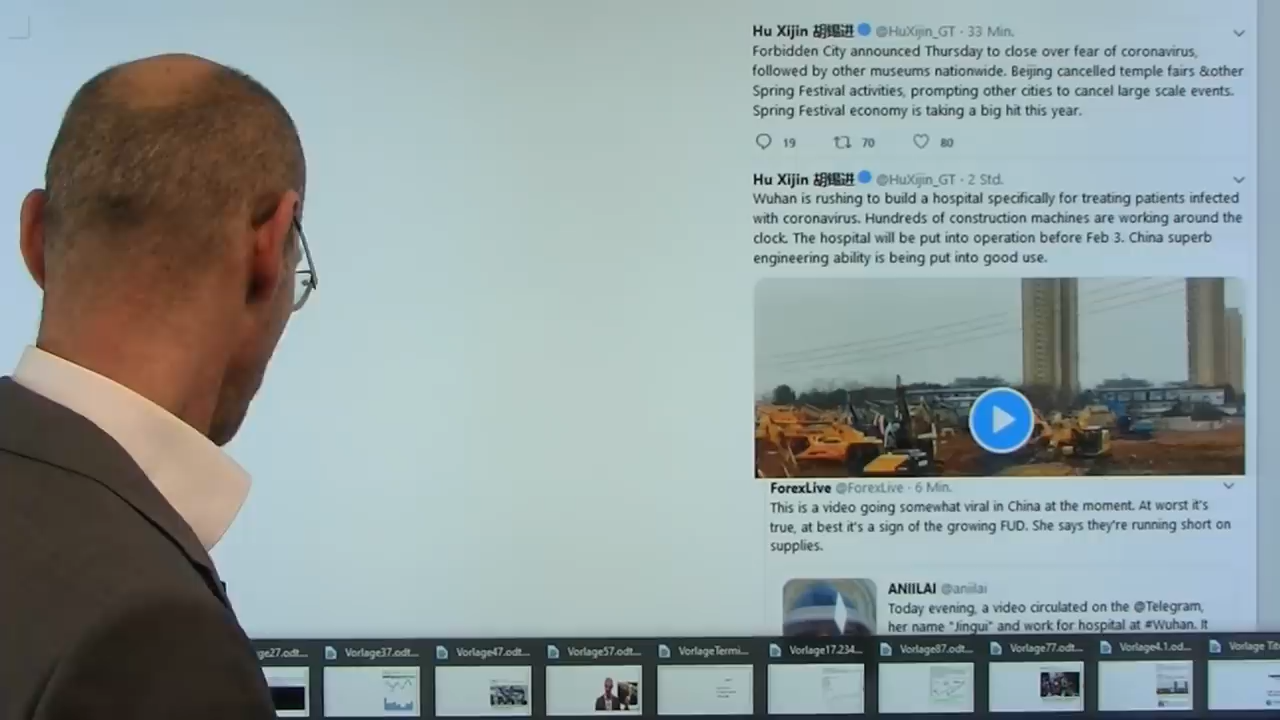 Hu Xijin 胡锡进 @HuXijin_GT · 33 Min.
Forbidden City announced Thursday to close over fear of coronavirus,
followed by other museums nationwide. Beijing cancelled temple fairs &other
Spring Festival activities, prompting other cities to cancel large scale events.
Spring Festival economy is taking a big hit this year.
19 70 80
Hu Xijin 胡锡进 @HuXijin_GT · 2 Std.
Wuhan is rushing to build a hospital specifically for treating patients infected
with coronavirus. Hundreds of construction machines are working around the
clock. The hospital will be put into operation before Feb 3. China superb
engineering ability is being put into good use.
ForexLive @ForexLive · 6 Min.
This is a video going somewhat viral in China at the moment. At worst it's
true, at best it's a sign of the growing FUD. She says they're running short on
supplies.
ANIILAI @aniilai
Today evening, a video circulated on the @Telegram,
her name "Jingui" and work for hospital at #Wuhan. It
ge27.odt... Vorlage37.odt... Vorlage47.odt... Vorlage57.odt... VorlageTermi... Vorlage17.234... Vorlage87.odt... Vorlage77.odt... Vorlage4.1.odt... Vorlage Tit